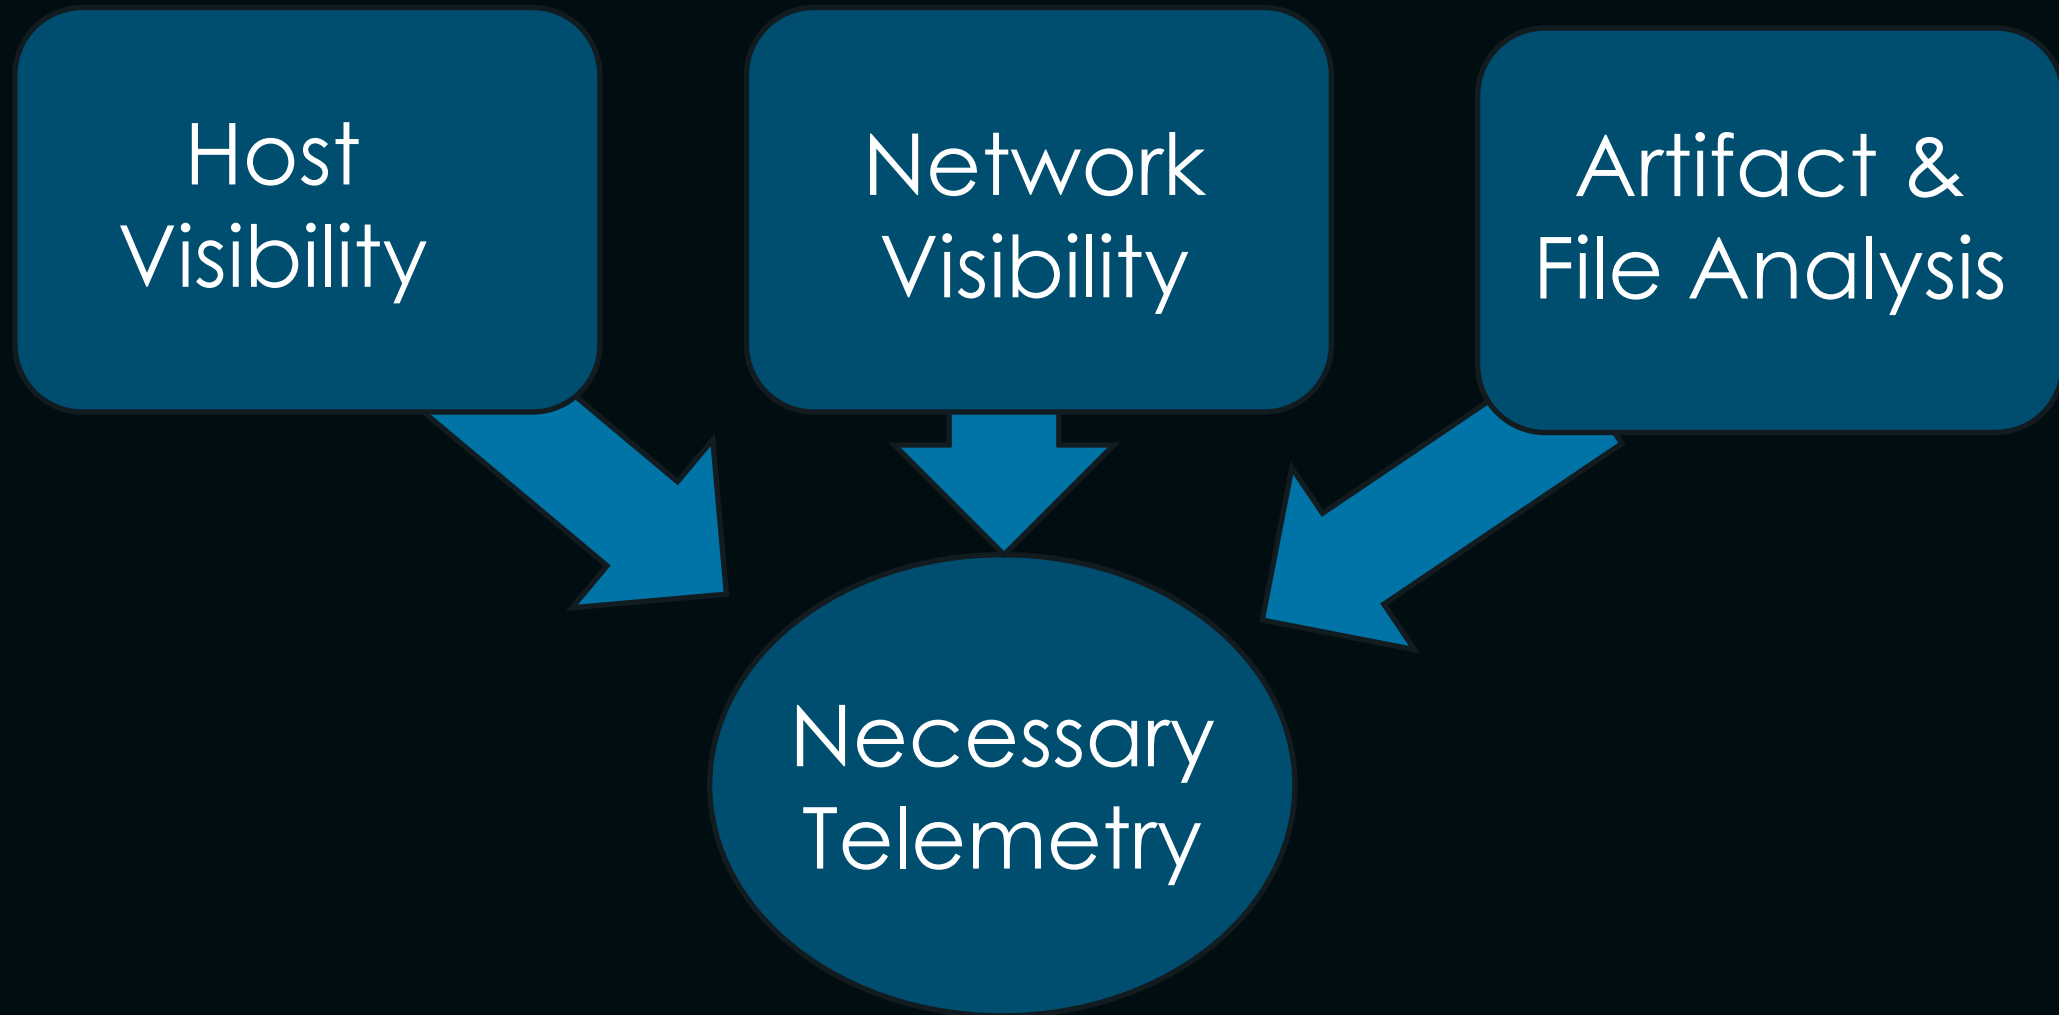 Host
Visibility
Network
Visibility
Artifact &
File Analysis
Necessary
Telemetry